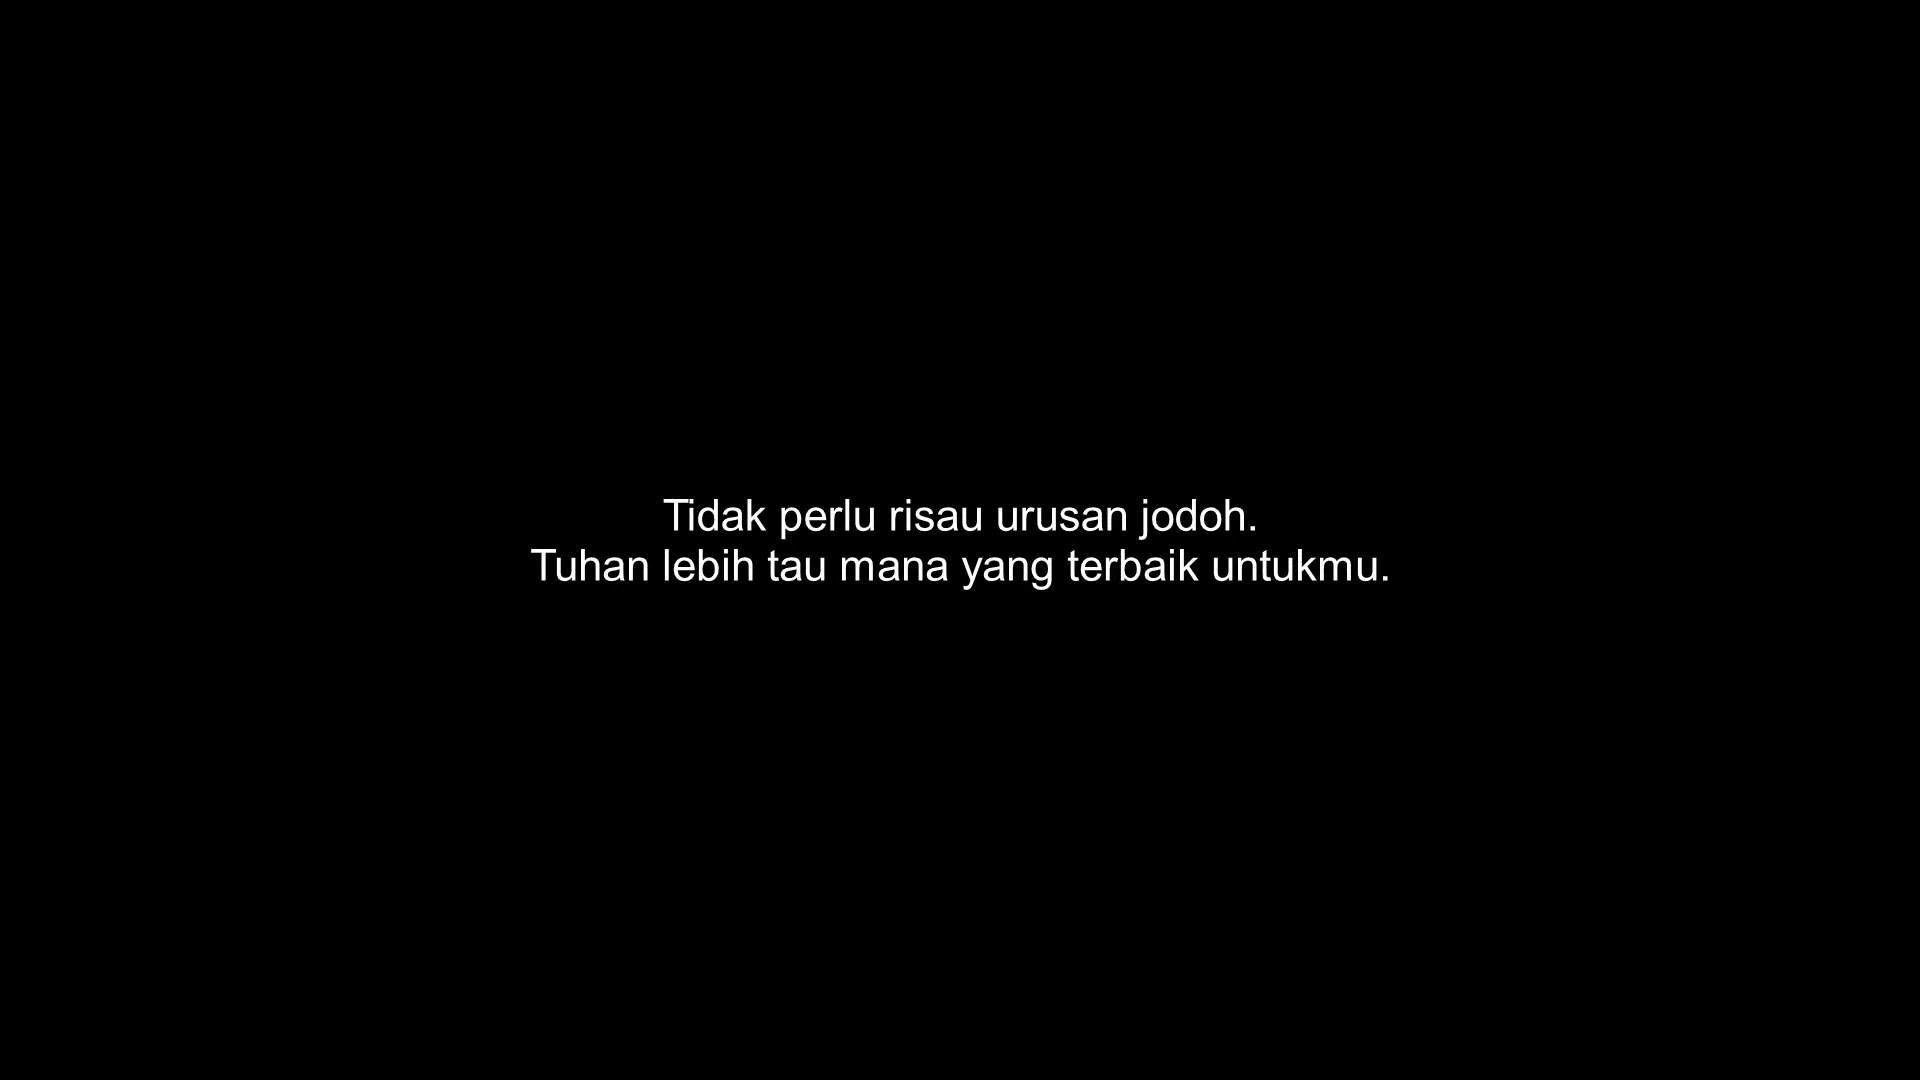 Tidak perlu risau urusan jodoh.
Tuhan lebih tau mana yang terbaik untukmu.